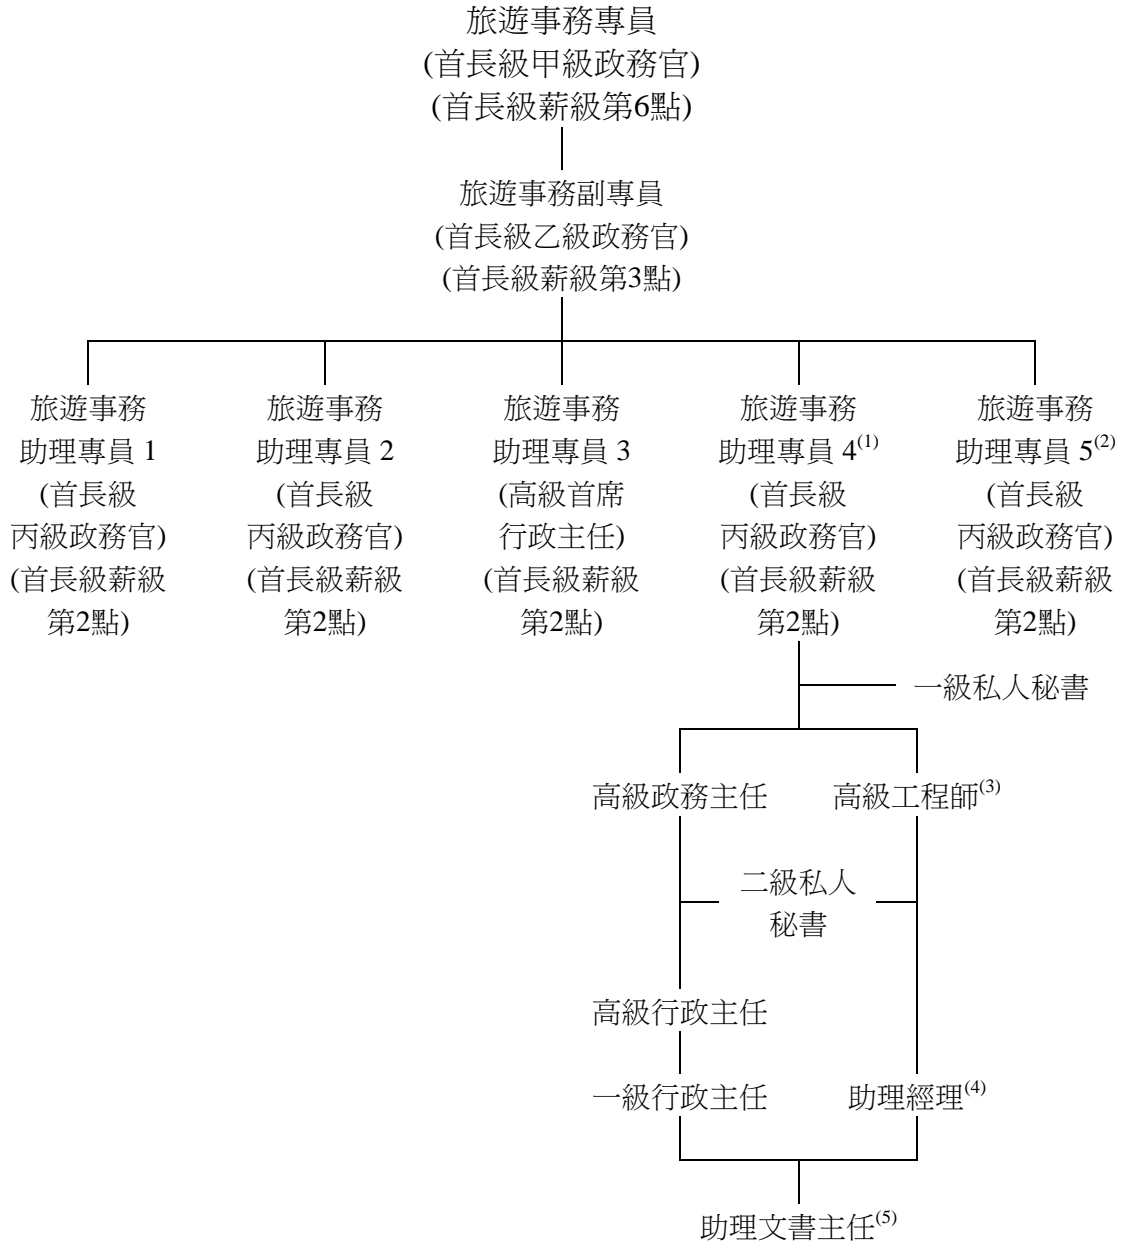 旅遊事務專員
(首長級甲級政務官)
(首長級薪級第6點)
旅遊事務副專員
(首長級乙級政務官)
(首長級薪級第3點)
旅遊事務
助理專員 1
(首長級
丙級政務官)
(首長級薪級
第2點)
旅遊事務
助理專員 2
(首長級
丙級政務官)
(首長級薪級
第2點)
旅遊事務
助理專員 3
(高級首席
行政主任)
(首長級薪級
第2點)
旅遊事務
助理專員 4(1)
(首長級
丙級政務官)
(首長級薪級
第2點)
旅遊事務
助理專員 5(2)
(首長級
丙級政務官)
(首長級薪級
第2點)
一級私人秘書
高級政務主任
高級工程師(3)
二級私人
秘書
高級行政主任
一級行政主任
助理經理(4)
助理文書主任(5)